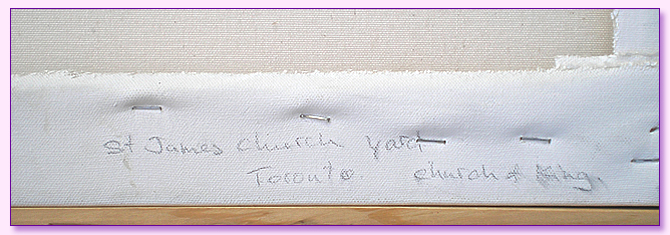 St James Church Yard
Toronto. Church & King.